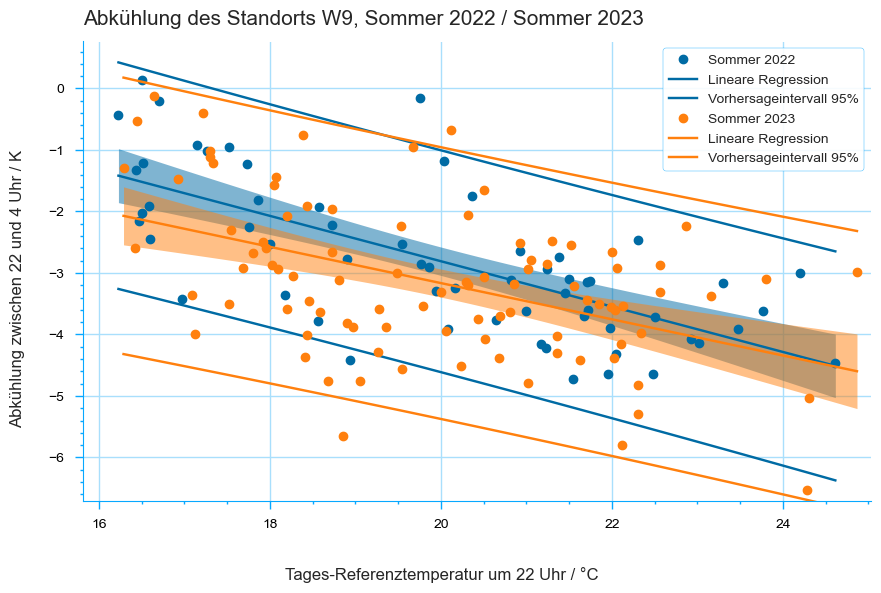 Abkühlung des Standorts W9, Sommer 2022 / Sommer 2023
Sommer 2022
Lineare Regression
Vorhersageintervall 95%
Sommer 2023
Lineare Regression
Vorhersageintervall 95%
Abkühlung zwischen 22 und 4 Uhr / K
0
−1
−2
−3
−4
−5
−6
16
18
20
22
24
Tages-Referenztemperatur um 22 Uhr / °C